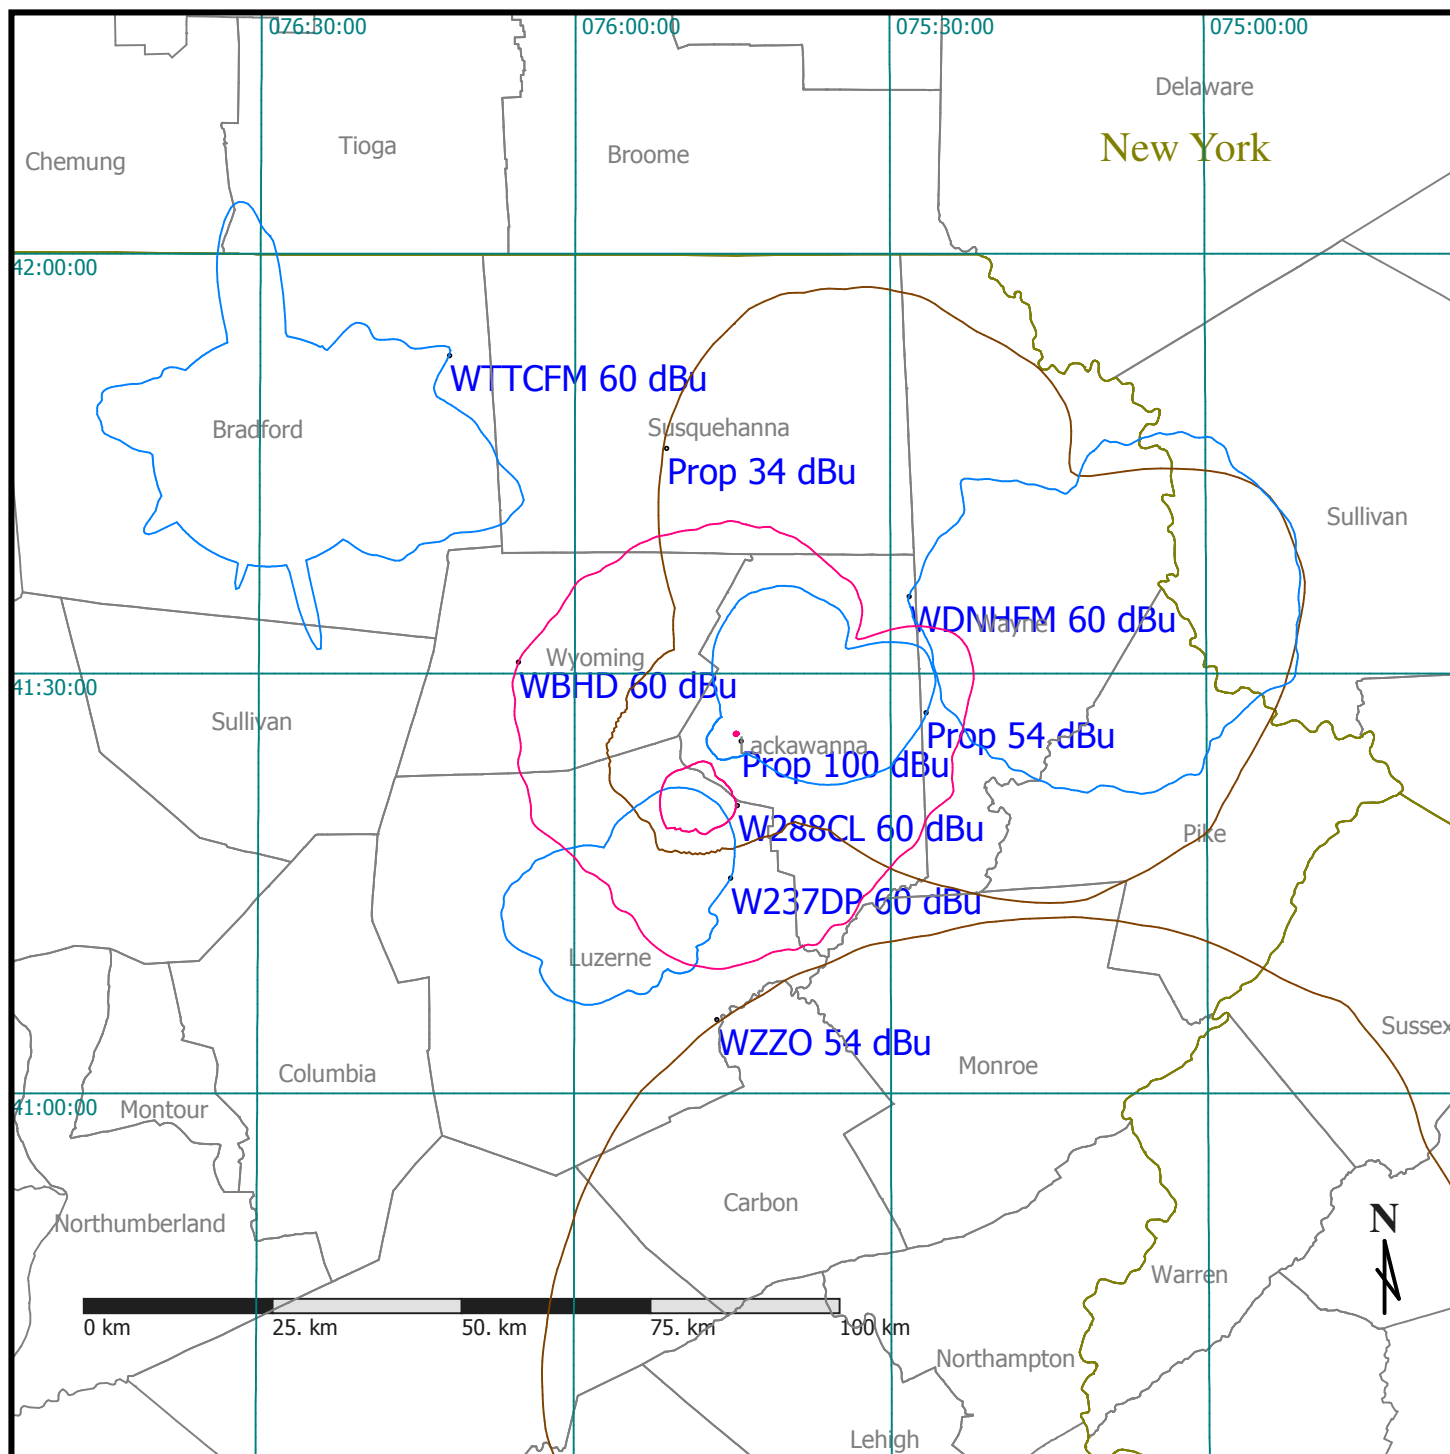 076:30:00
076:00:00
075:30:00
075:00:00
Delaware
New York
Tioga
Broome
Chemung
42:00:00
WTTCFM 60 dBu
Susquehanna
Bradford
Prop 34 dBu
Sullivan
WDNHFM 60 dBu
Wayne
Wyoming
WBHD 60 dBu
41:30:00
Sullivan
Prop 54 dBu
Lackawanna
Prop 100 dBu
W288CL 60 dBu
Pike
W237DP 60 dBu
Luzerne
Sussex
WZZO 54 dBu
Monroe
Columbia
41:00:00
Montour
Carbon
Northumberland
N
Warren
0 km
25. km
50. km
75. km
100 km
Northampton
Lehigh